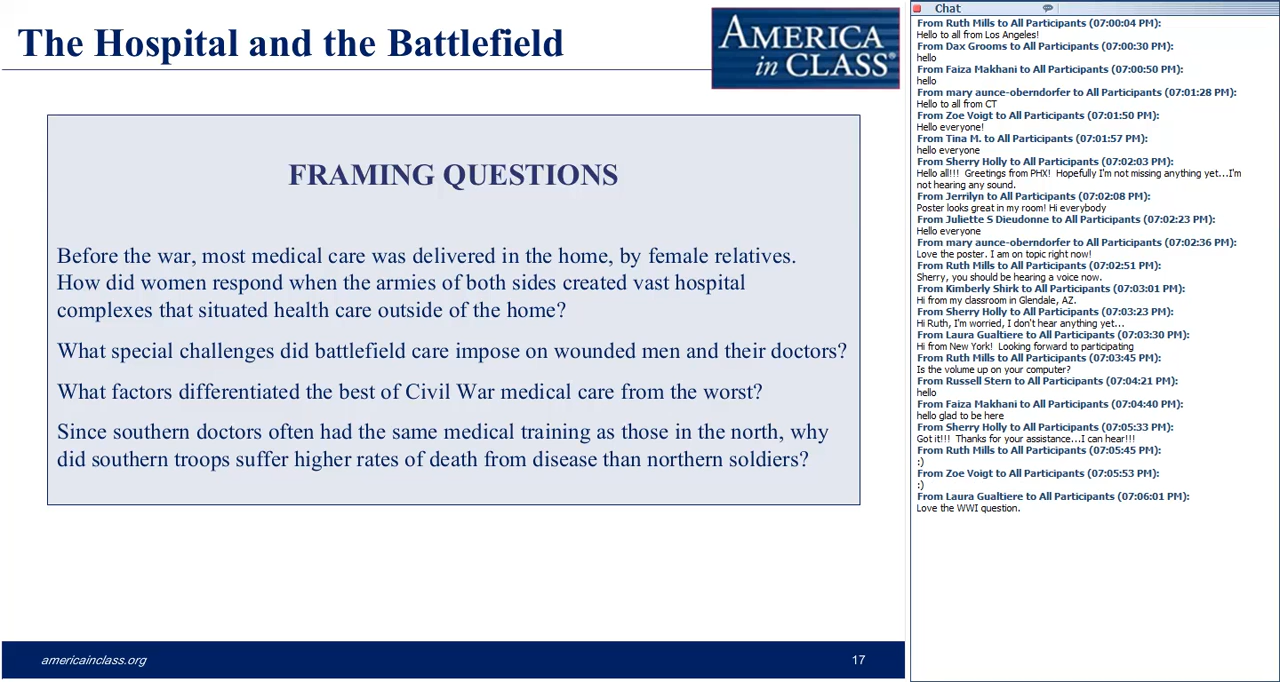 The Hospital and the Battlefield
AMERICA
in CLASS®
FRAMING QUESTIONS
Before the war, most medical care was delivered in the home, by female relatives.
How did women respond when the armies of both sides created vast hospital
complexes that situated health care outside of the home?
What special challenges did battlefield care impose on wounded men and their doctors?
What factors differentiated the best of Civil War medical care from the worst?
Since southern doctors often had the same medical training as those in the north, why
did southern troops suffer higher rates of death from disease than northern soldiers?
americainclass.org
17
Chat
From Ruth Mills to All Participants (07:00:04 PM):
Hello to all from Los Angeles!
From Dax Grooms to All Participants (07:00:30 PM):
hello
From Faiza Makhani to All Participants (07:00:50 PM):
hello
From mary aunce-oberndorfer to All Participants (07:01:28 PM):
Hello to all from CT
From Zoe Voigt to All Participants (07:01:50 PM):
Hello everyone!
From Tina M. to All Participants (07:01:57 PM):
hello everyone
From Sherry Holly to All Participants (07:02:03 PM):
Hello all!!! Greetings from PHX! Hopefully I'm not missing anything yet...I'm
not hearing any sound.
From Jerrilyn to All Participants (07:02:08 PM):
Poster looks great in my room! Hi everybody
From Juliette S Dieudonne to All Participants (07:02:23 PM):
Hello everyone
From mary aunce-oberndorfer to All Participants (07:02:36 PM):
Love the poster. I am on topic right now!
From Ruth Mills to All Participants (07:02:51 PM):
Sherry, you should be hearing a voice now.
From Kimberly Shirk to All Participants (07:03:01 PM):
Hi from my classroom in Glendale, AZ.
From Sherry Holly to All Participants (07:03:23 PM):
Hi Ruth, I'm worried, I don't hear anything yet...
From Laura Gualtiere to All Participants (07:03:30 PM):
Hi from New York! Looking forward to participating
From Ruth Mills to All Participants (07:03:45 PM):
Is the volume up on your computer?
From Russell Stern to All Participants (07:04:21 PM):
hello
From Faiza Makhani to All Participants (07:04:40 PM):
hello glad to be here
From Sherry Holly to All Participants (07:05:33 PM):
Got it!!! Thanks for your assistance...I can hear!!!
From Ruth Mills to All Participants (07:05:45 PM):
:)
From Zoe Voigt to All Participants (07:05:53 PM):
:)
From Laura Gualtiere to All Participants (07:06:01 PM):
Love the WWI question.